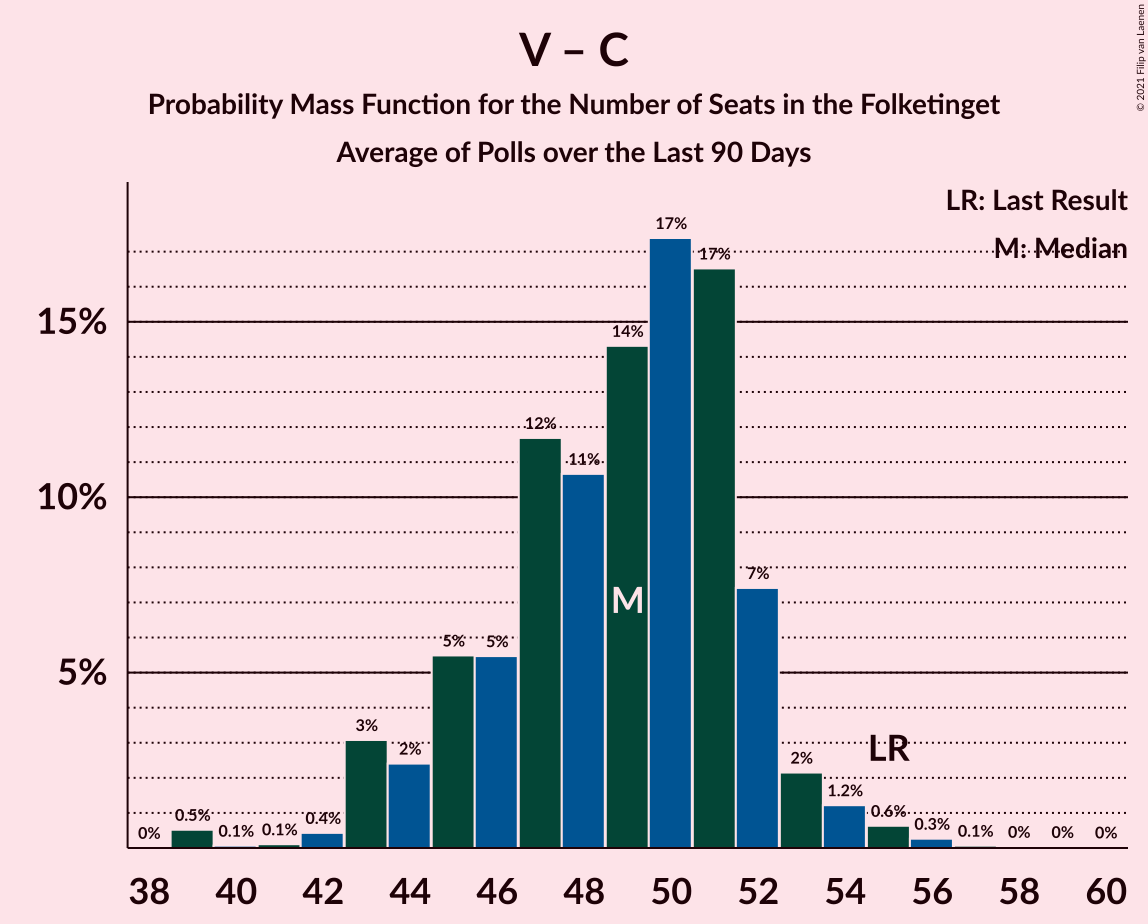 V – C
Probability Mass Function for the Number of Seats in the Folketinget
Average of Polls over the Last 90 Days
© 2021 Filip van Laenen
LR: Last Result
M: Median
15%
10%
5%
0%
0.5%
0.1%
0.1%
0.4%
3%
2%
5%
5%
12%
11%
14%
17%
17%
7%
2%
1.2%
0.6%
0.3%
0.1%
0%
0%
0%
M
LR
38 40 42 44 46 48 50 52 54 56 58 60